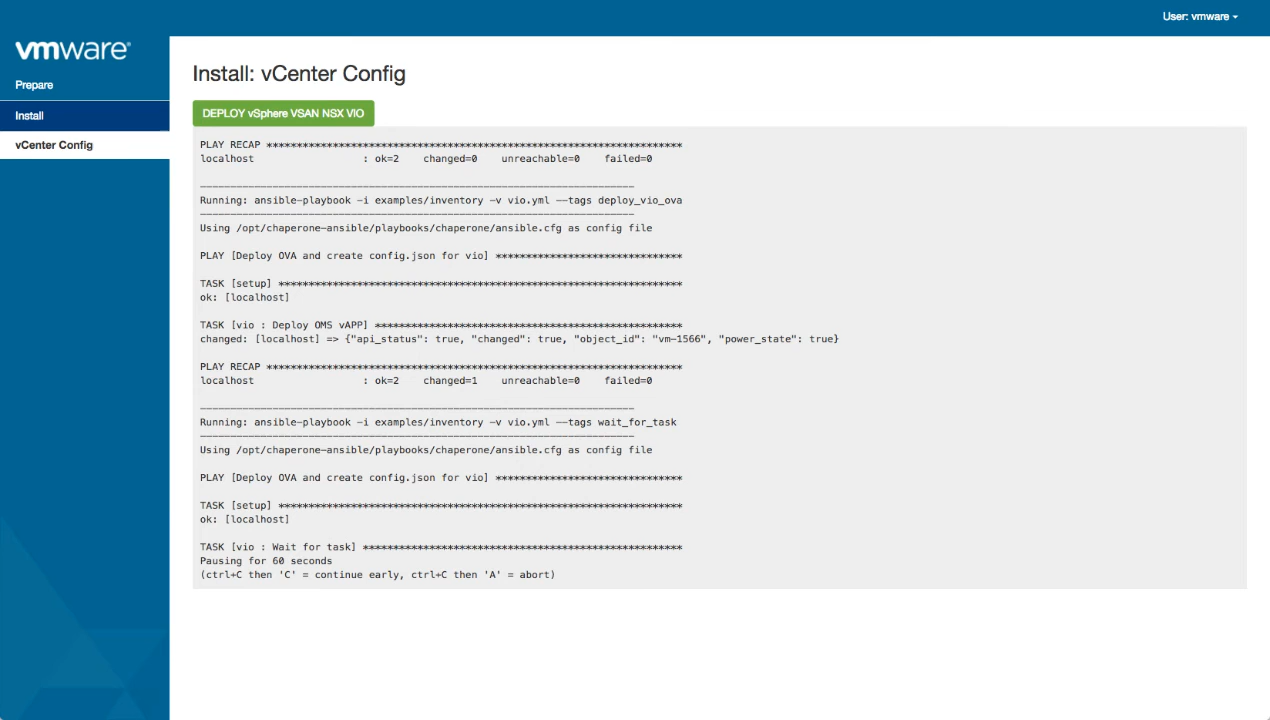 User: vmware
vmware®
Prepare
Install
vCenter Config
Install: vCenter Config
DEPLOY vSphere VSAN NSX VIO
PLAY RECAP *********************************************************************
localhost                  : ok=2    changed=0    unreachable=0    failed=0
________________________________________________________________________
Running: ansible-playbook -i examples/inventory -v vio.yml --tags deploy_vio_ova
------------------------------------------------------------------------
Using /opt/chaperone-ansible/playbooks/chaperone/ansible.cfg as config file
PLAY [Deploy OVA and create config.json for vio] *******************************
TASK [setup] *******************************************************************
ok: [localhost]
TASK [vio : Deploy OMS vAPP] ***************************************************
changed: [localhost] => {"api_status": true, "changed": true, "object_id": "vm-1566", "power_state": true}
PLAY RECAP *********************************************************************
localhost                  : ok=2    changed=1    unreachable=0    failed=0
________________________________________________________________________
Running: ansible-playbook -i examples/inventory -v vio.yml --tags wait_for_task
------------------------------------------------------------------------
Using /opt/chaperone-ansible/playbooks/chaperone/ansible.cfg as config file
PLAY [Deploy OVA and create config.json for vio] *******************************
TASK [setup] *******************************************************************
ok: [localhost]
TASK [vio : Wait for task] *****************************************************
Pausing for 60 seconds
(ctrl+C then 'C' = continue early, ctrl+C then 'A' = abort)